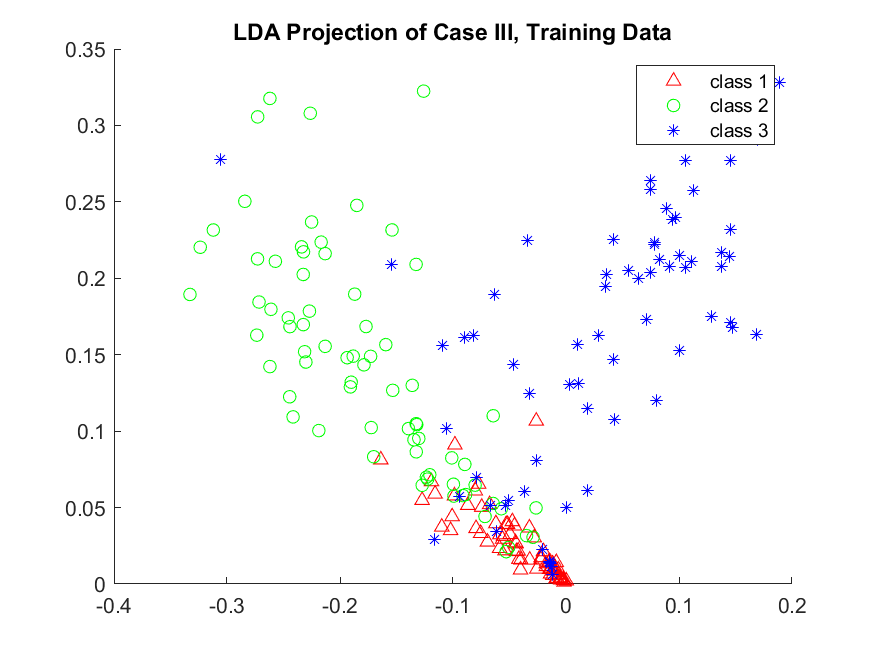 LDA Projection of Case III, Training Data
0.35
0.3
0.25
0.2
0.15
0.1
0.05
0
-0.4 -0.3 -0.2 -0.1 0 0.1 0.2
class 1
class 2
class 3